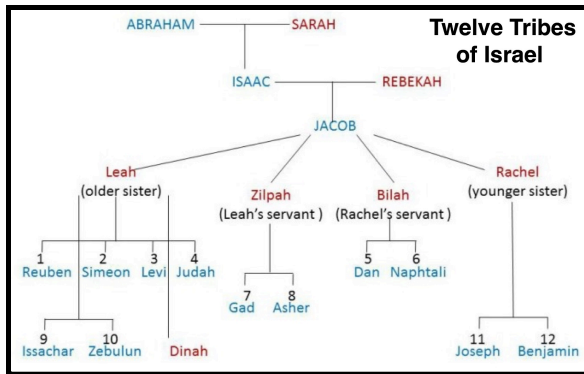 Twelve Tribes
of Israel
ABRAHAM SARAH
ISAAC REBEKAH
JACOB
Leah
(older sister)
Zilpah
(Leah's servant )
Bilah
(Rachel's servant )
Rachel
(younger sister)
1 2 3 4
Reuben Simeon Levi Judah
5 6
Dan Naphtali
7 8
Gad Asher
9 10
Issachar Zebulun Dinah
11 12
Joseph Benjamin